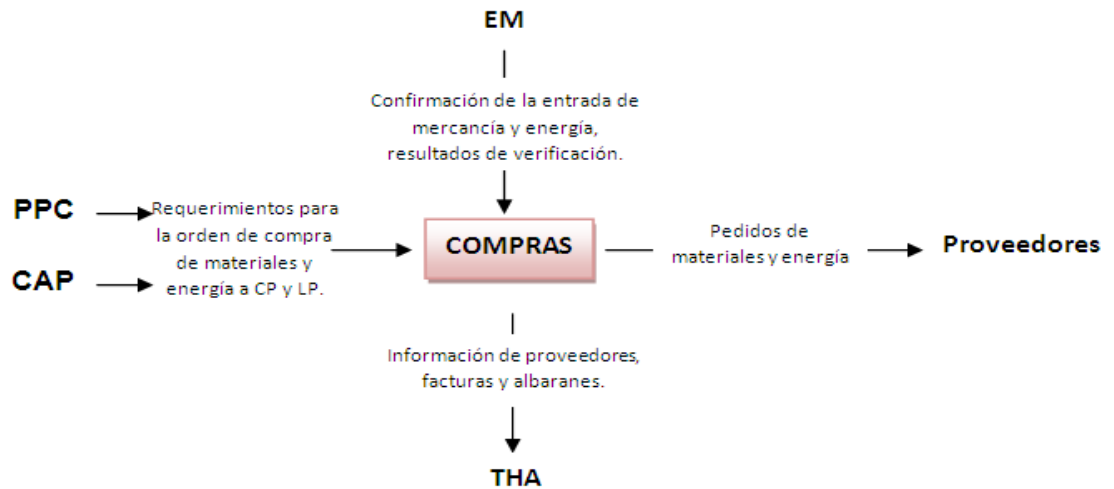 EM
Confirmación de la entrada de
mercancía y energía,
resultados de verificación.
PPC
CAP
Requerimientos para
la orden de compra
de materiales y
energía a CP y LP.
COMPRAS
Pedidos de
materiales y energía
Proveedores
Información de proveedores,
facturas y albaranes.
THA